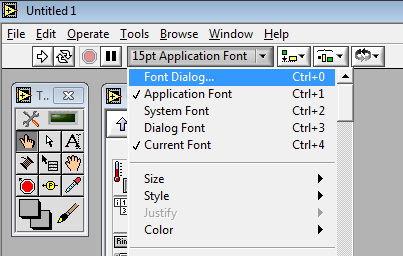 Untitled 1
File Edit Operate Tools Browse Window Help
15pt Application Font
T...
Font Dialog... Ctrl+0
Application Font Ctrl+1
System Font Ctrl+2
Dialog Font Ctrl+3
Current Font Ctrl+4
Size
Style
Justify
Color